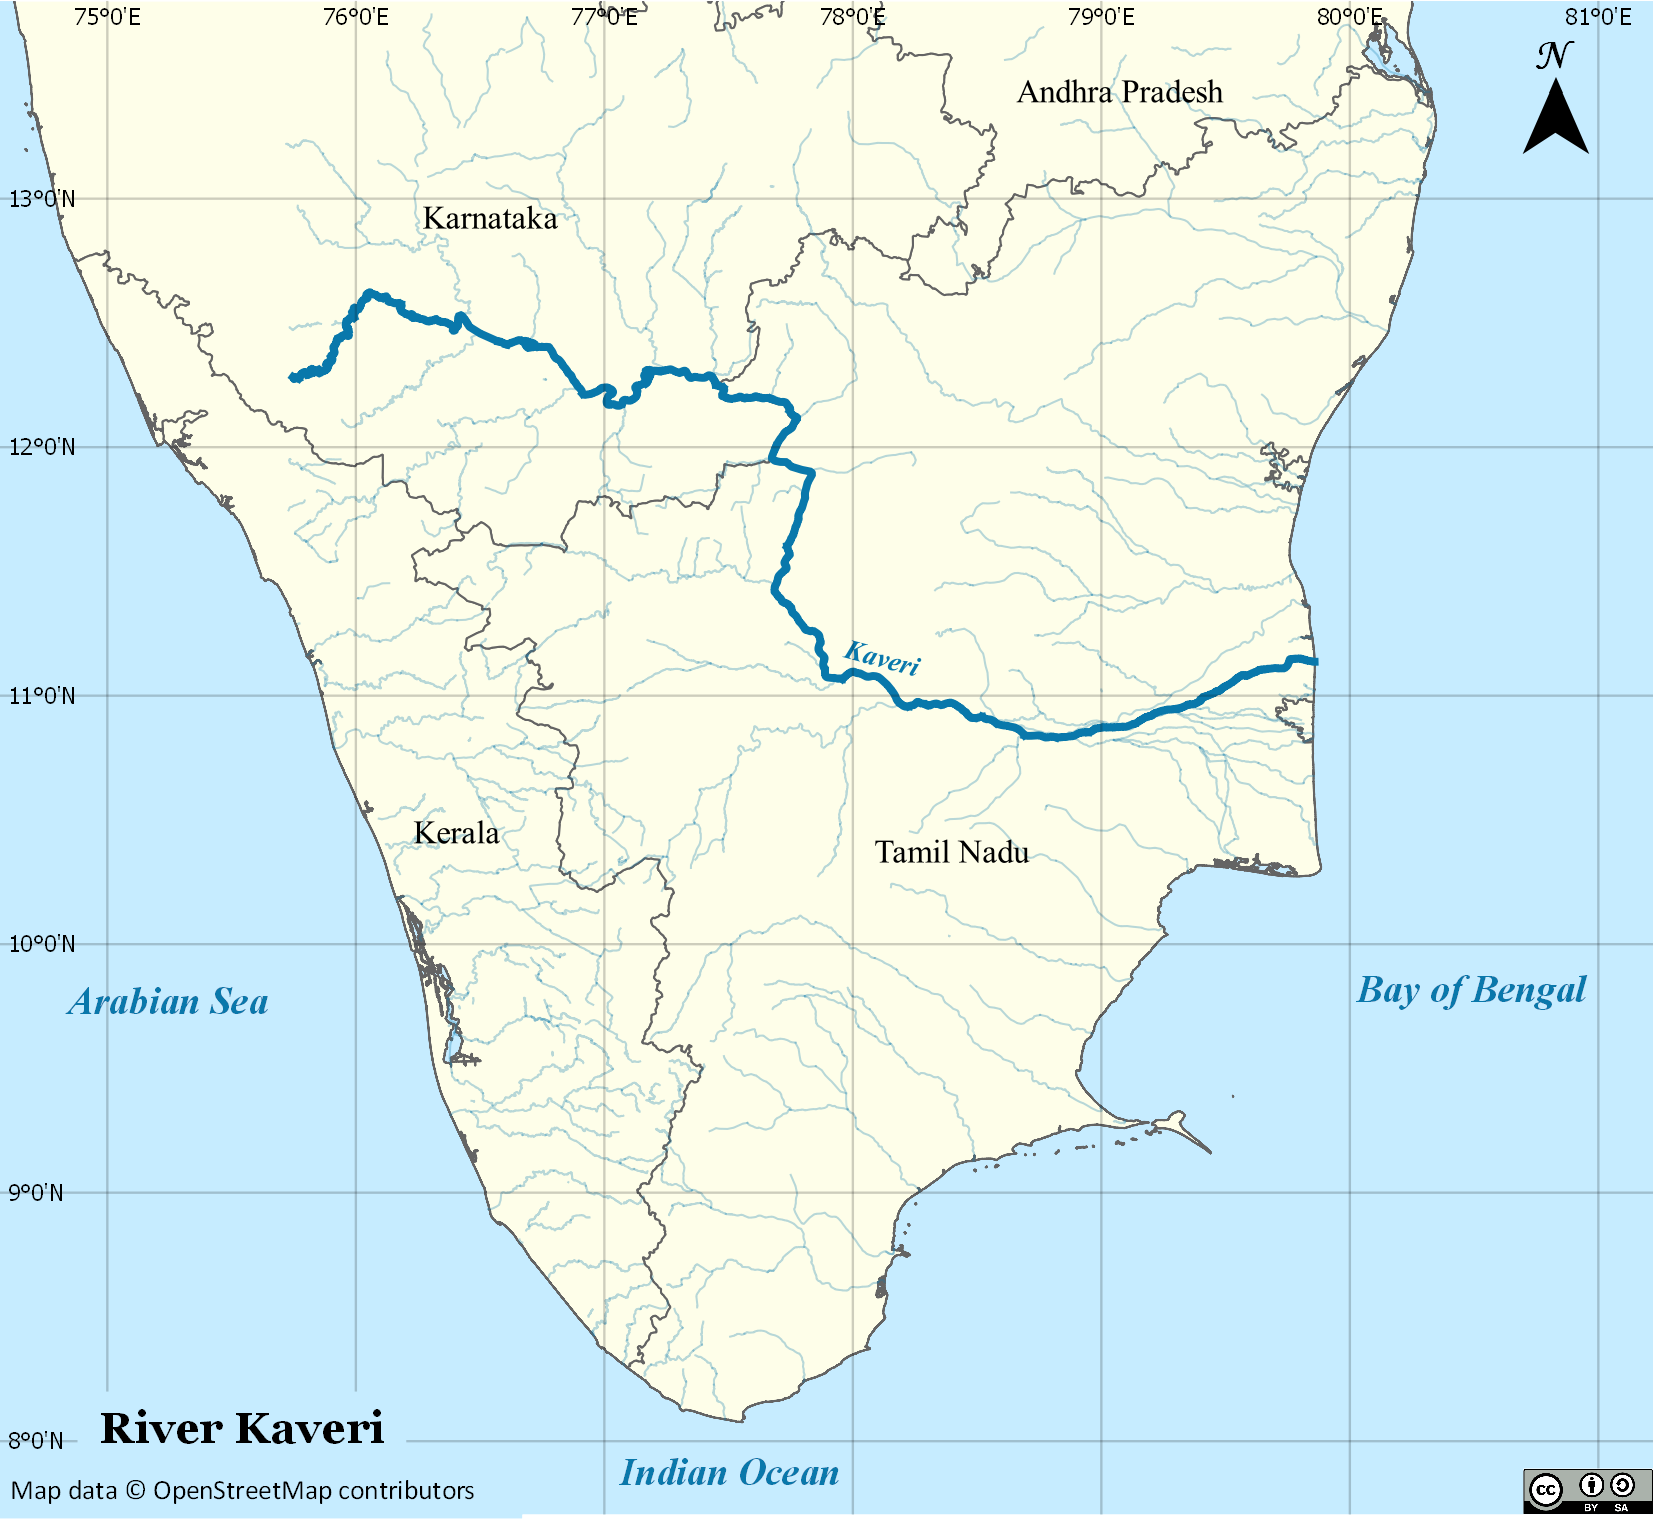 75°0'E 76°0'E 77°0'E 78°0'E 79°0'E 80°0'E 81°0'E
N
Andhra Pradesh
13°0'N
Karnataka
12°0'N
Kaveri
11°0'N
Kerala
Tamil Nadu
10°0'N
Arabian Sea
Bay of Bengal
9°0'N
River Kaveri
8°0'N
Indian Ocean
Map data © OpenStreetMap contributors
cc
BY SA